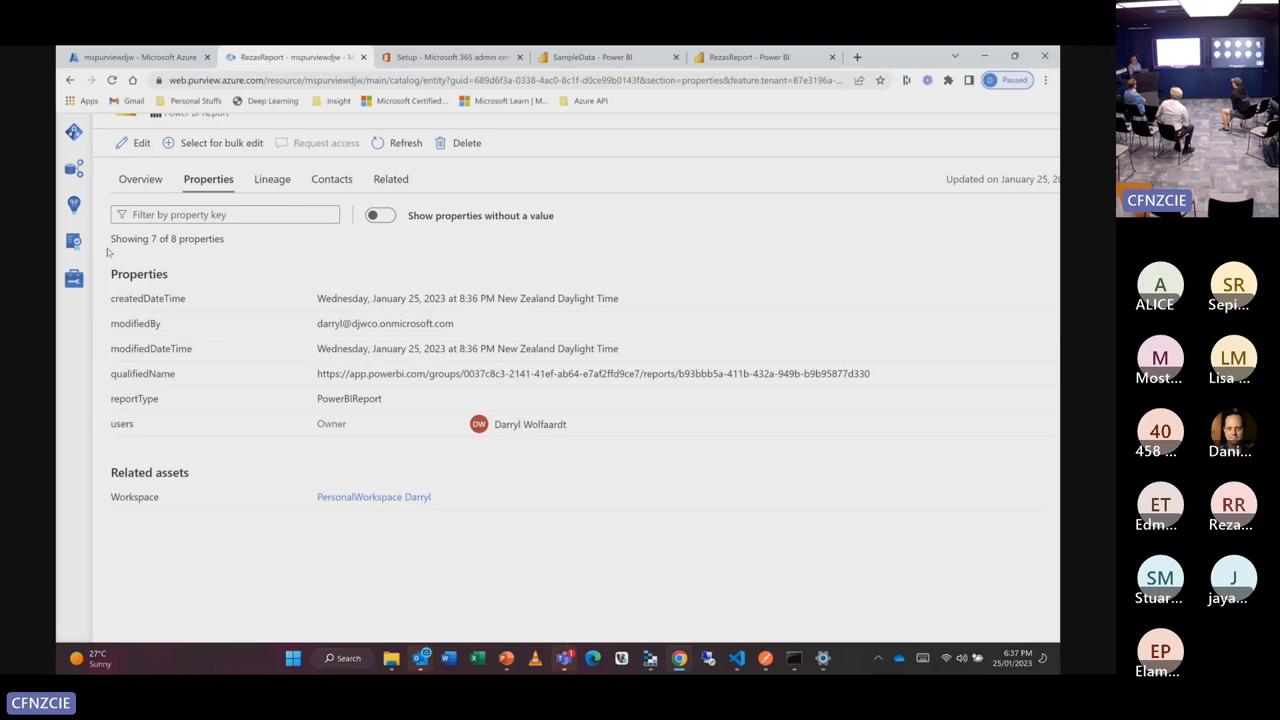 mspurviewdjw - Microsoft Azure
RezasReport - mspurviewdjw - M...
Setup - Microsoft 365 admin cen
SampleData - Power BI
RezasReport - Power BI
web.purview.azure.com/resource/mspurviewdjw/main/catalog/entity?guid=689d6f3a-0338-4ac0-8c1f-d0ce99b0143f&section=properties&feature.tenant=87e3196a-...
D Paused
Apps
Gmail
Personal Stuffs
Deep Learning
Insight
Microsoft Certified...
Microsoft Learn | M...
Azure API
Power BI Report
Edit
Select for bulk edit
Request access
Refresh
Delete
Overview
Properties
Lineage
Contacts
Related
Updated on January 25, 20
Filter by property key
Show properties without a value
Showing 7 of 8 properties
Properties
createdDateTime Wednesday, January 25, 2023 at 8:36 PM New Zealand Daylight Time
modifiedBy darryl@djwco.onmicrosoft.com
modifiedDateTime Wednesday, January 25, 2023 at 8:36 PM New Zealand Daylight Time
qualifiedName https://app.powerbi.com/groups/0037c8c3-2141-41ef-ab64-e7af2ffd9ce7/reports/b93bbb5a-411b-432a-949b-b9b95877d330
reportType PowerBIReport
users Owner DW Darryl Wolfaardt
Related assets
Workspace PersonalWorkspace Darryl
27°C
Sunny
Search
6:37 PM
25/01/2023
CFNZCIE
CFNZCIE
A
ALICE
SR
Sepi...
M
Most...
LM
Lisa ...
40
458 ...
Dani...
ET
Edm...
RR
Reza...
SM
Stuar...
J
jaya...
EP
Elam...